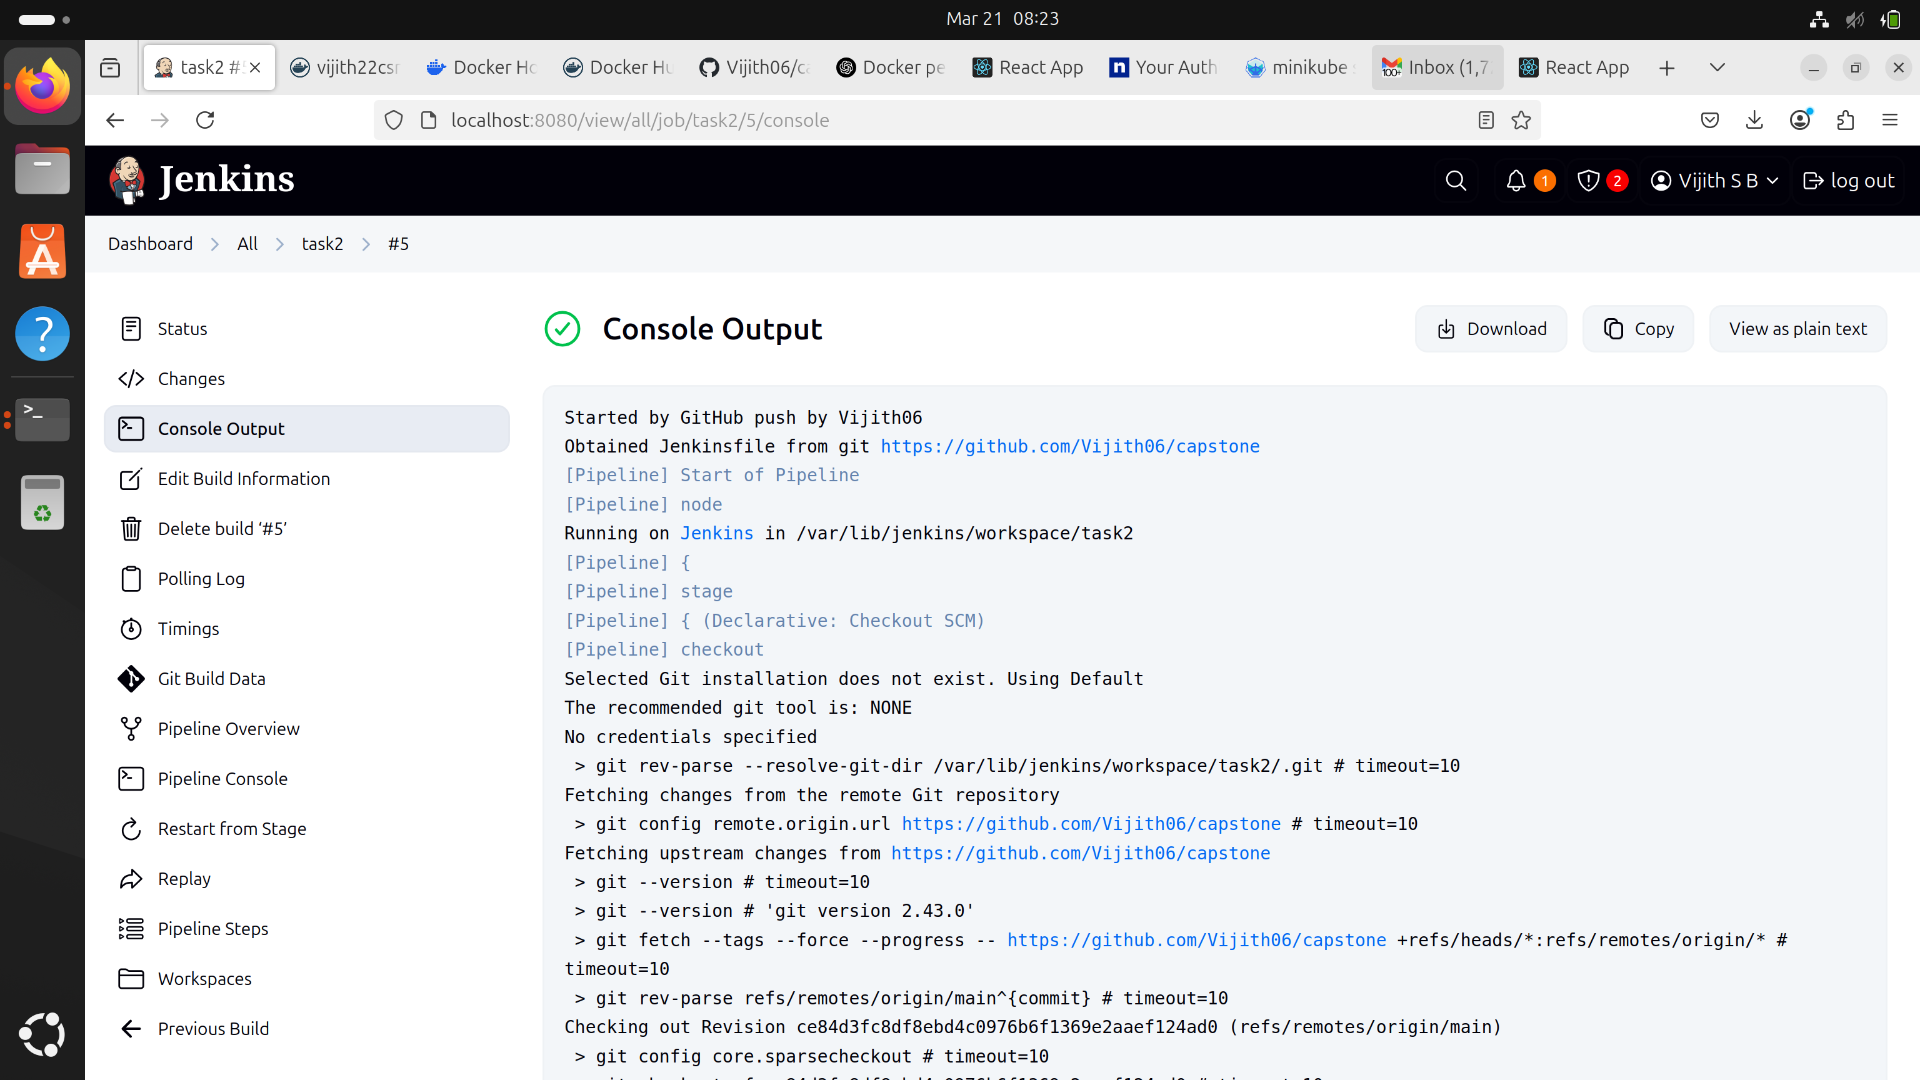 Mar 21 08:23
task2 #
vijith22csr
Docker Ho
Docker Hu
Vijith06/ca
Docker pe
React App
Your Auth
minikube
Inbox (1,7
React App
localhost:8080/view/all/job/task2/5/console
Jenkins
1
2
Vijith S B
log out
Dashboard
All
task2
#5
Status
Changes
Console Output
Edit Build Information
Delete build ‘#5’
Polling Log
Timings
Git Build Data
Pipeline Overview
Pipeline Console
Restart from Stage
Replay
Pipeline Steps
Workspaces
Previous Build
Console Output
Download
Copy
View as plain text
Started by GitHub push by Vijith06
Obtained Jenkinsfile from git https://github.com/Vijith06/capstone
[Pipeline] Start of Pipeline
[Pipeline] node
Running on Jenkins in /var/lib/jenkins/workspace/task2
[Pipeline] {
[Pipeline] stage
[Pipeline] { (Declarative: Checkout SCM)
[Pipeline] checkout
Selected Git installation does not exist. Using Default
The recommended git tool is: NONE
No credentials specified
> git rev-parse --resolve-git-dir /var/lib/jenkins/workspace/task2/.git # timeout=10
Fetching changes from the remote Git repository
> git config remote.origin.url https://github.com/Vijith06/capstone # timeout=10
Fetching upstream changes from https://github.com/Vijith06/capstone
> git --version # timeout=10
> git --version # 'git version 2.43.0'
> git fetch --tags --force --progress -- https://github.com/Vijith06/capstone +refs/heads/*:refs/remotes/origin/* #
timeout=10
> git rev-parse refs/remotes/origin/main^{commit} # timeout=10
Checking out Revision ce84d3fc8df8ebd4c0976b6f1369e2aaef124ad0 (refs/remotes/origin/main)
> git config core.sparsecheckout # timeout=10